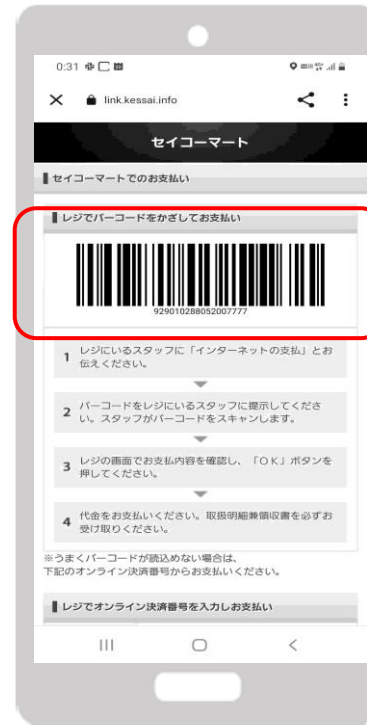 0:31
link.kessai.info
セイコーマート
セイコーマートでのお支払い
レジでバーコードをかざしてお支払い
929010288052007777
1 レジにいるスタッフに「インターネットの支払」とお
伝えください。
2 バーコードをレジにいるスタッフに提示してくださ
い。スタッフがバーコードをスキャンします。
3 レジの画面でお支払内容を確認し、「ＯＫ」ボタンを
押してください。
4 代金をお支払いください。取扱明細兼領収書を必ずお
受け取りください。
※うまくバーコードが読込めない場合は、
下記のオンライン決済番号からお支払いください。
レジでオンライン決済番号を入力しお支払い